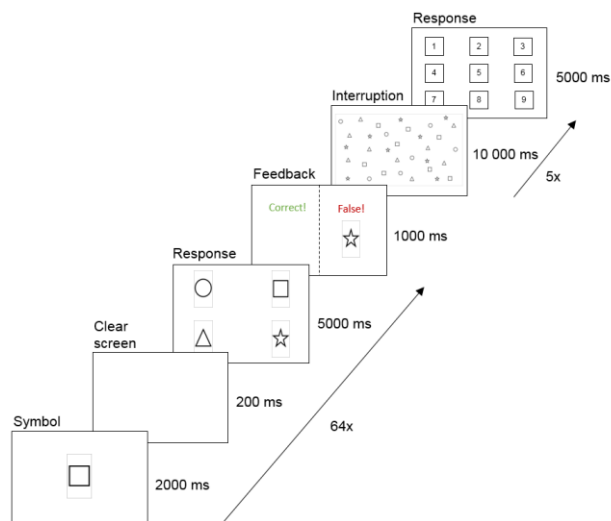 Response
1 2 3
4 5 6
7 8 9
5000 ms
Interruption
10 000 ms
5x
Feedback
Correct! False!
1000 ms
Response
5000 ms
Clear
screen
200 ms
64x
Symbol
2000 ms